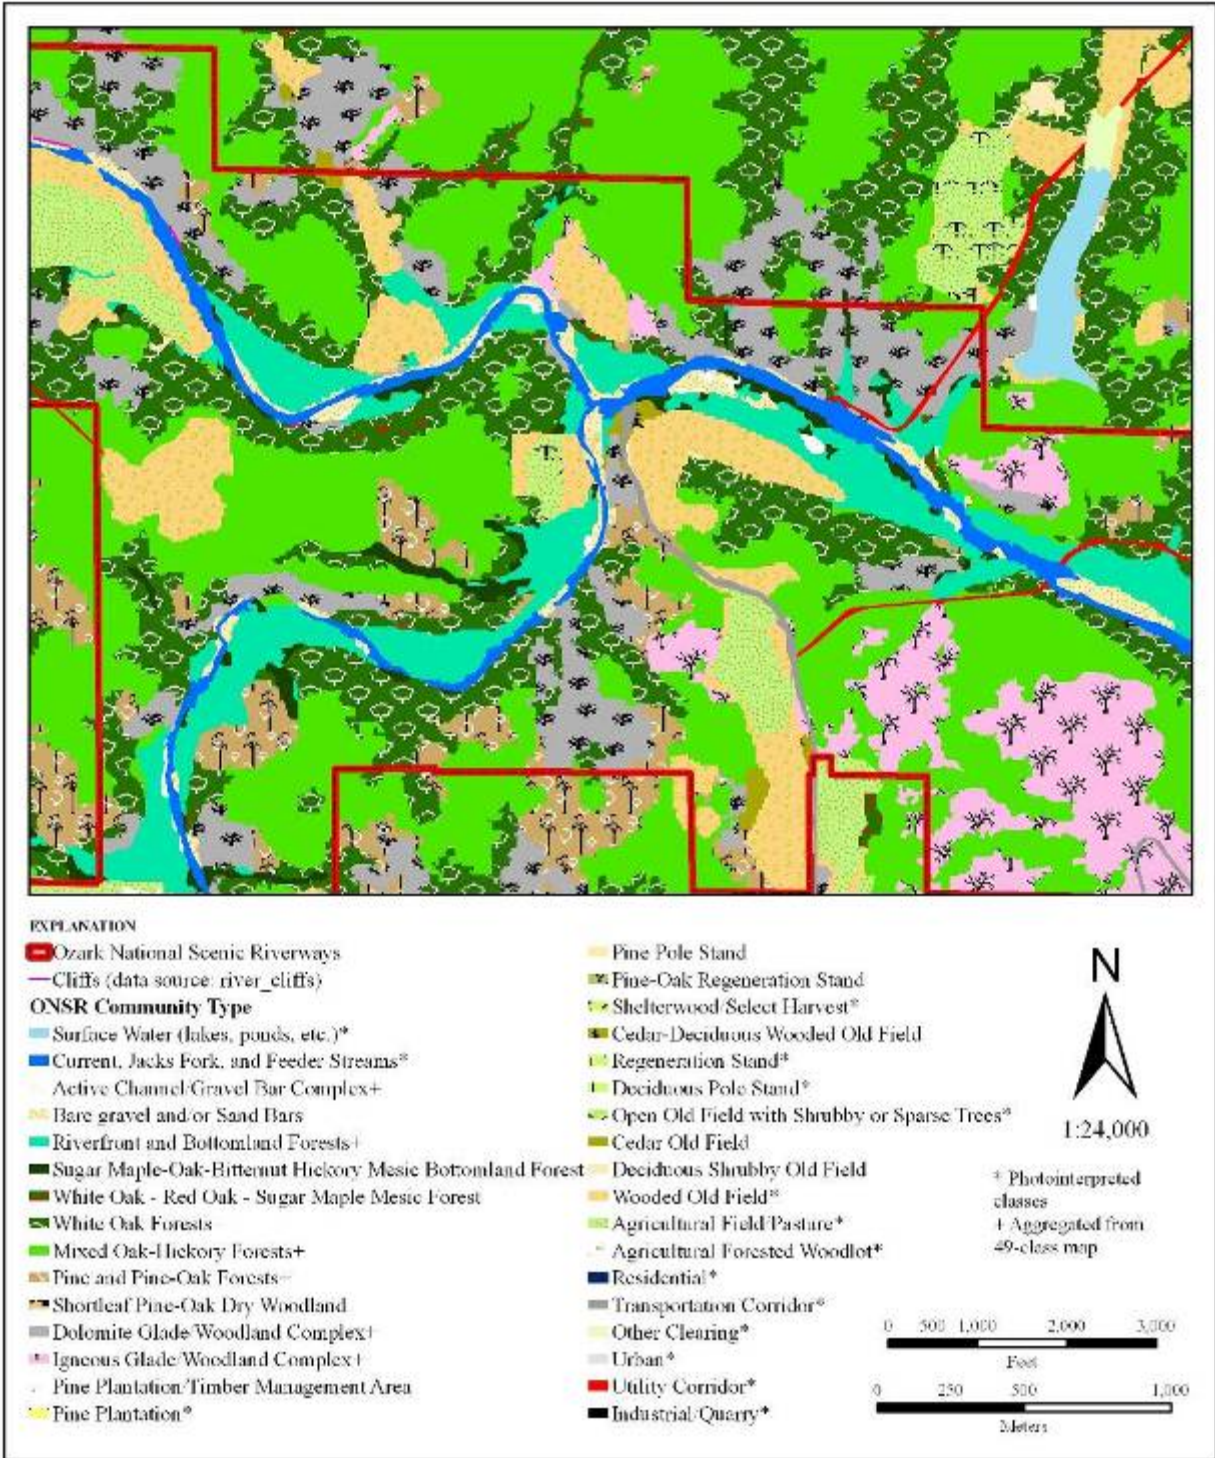 EXPLANATION
Ozark National Scenic Riverways
Cliffs (data source: river_cliffs)
ONSR Community Type
Surface Water (lakes, ponds, etc.)*
Current, Jacks Fork, and Feeder Streams*
Active Channel/Gravel Bar Complex+
Bare gravel and/or Sand Bars
Riverfront and Bottomland Forests+
Sugar Maple-Oak-Bitternut Hickory Mesic Bottomland Forest
White Oak - Red Oak - Sugar Maple Mesic Forest
White Oak Forests
Mixed Oak-Hickory Forests+
Pine and Pine-Oak Forests+
Shortleaf Pine-Oak Dry Woodland
Dolomite Glade/Woodland Complex+
Igneous Glade/Woodland Complex+
Pine Plantation/Timber Management Area
Pine Plantation*
Pine Pole Stand
Pine-Oak Regeneration Stand
Shelterwood/Select Harvest*
Cedar-Deciduous Wooded Old Field
Regeneration Stand*
Deciduous Pole Stand*
Open Old Field with Shrubby or Sparse Trees*
Cedar Old Field
Deciduous Shrubby Old Field
Wooded Old Field*
Agricultural Field/Pasture*
Agricultural Forested Woodlot*
Residential*
Transportation Corridor*
Other Clearing*
Urban*
Utility Corridor*
Industrial/Quarry*
N
1:24,000
* Photointerpreted
classes
+ Aggregated from
49-class map
0 500 1,000 2,000 3,000
Feet
0 250 500 1,000
Meters